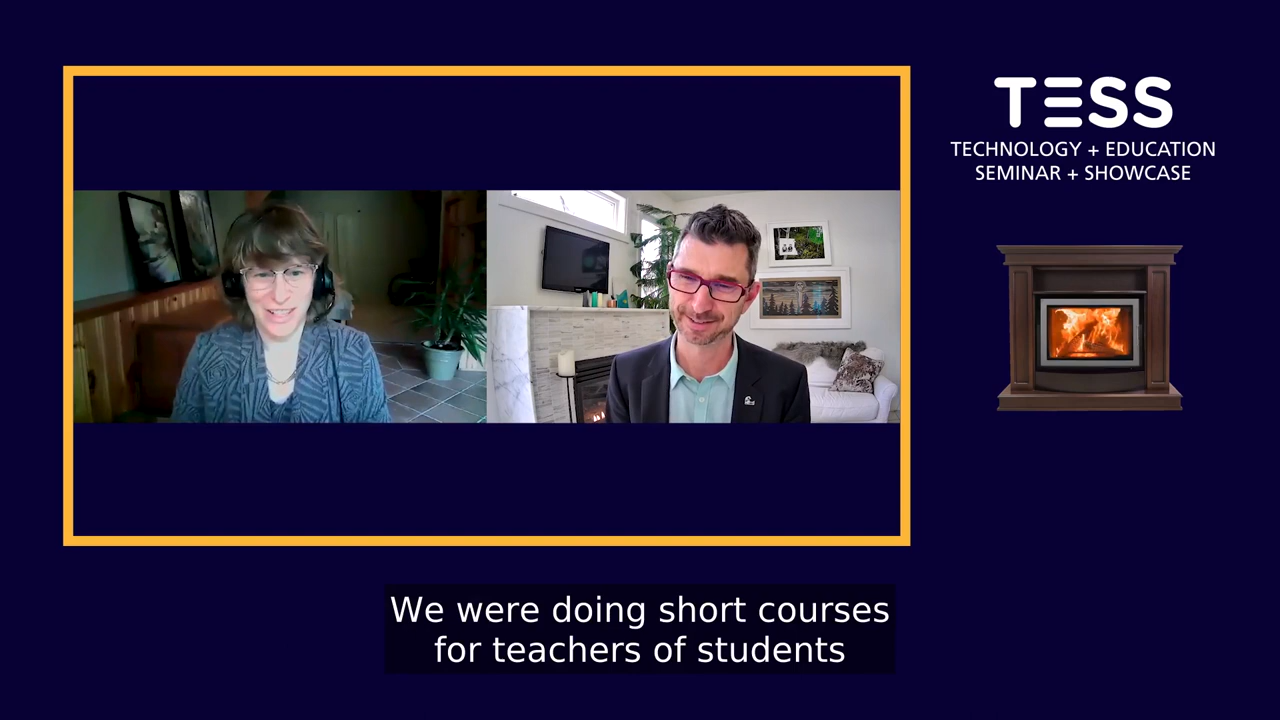 TESS
TECHNOLOGY + EDUCATION
SEMINAR + SHOWCASE
We were doing short courses
for teachers of students